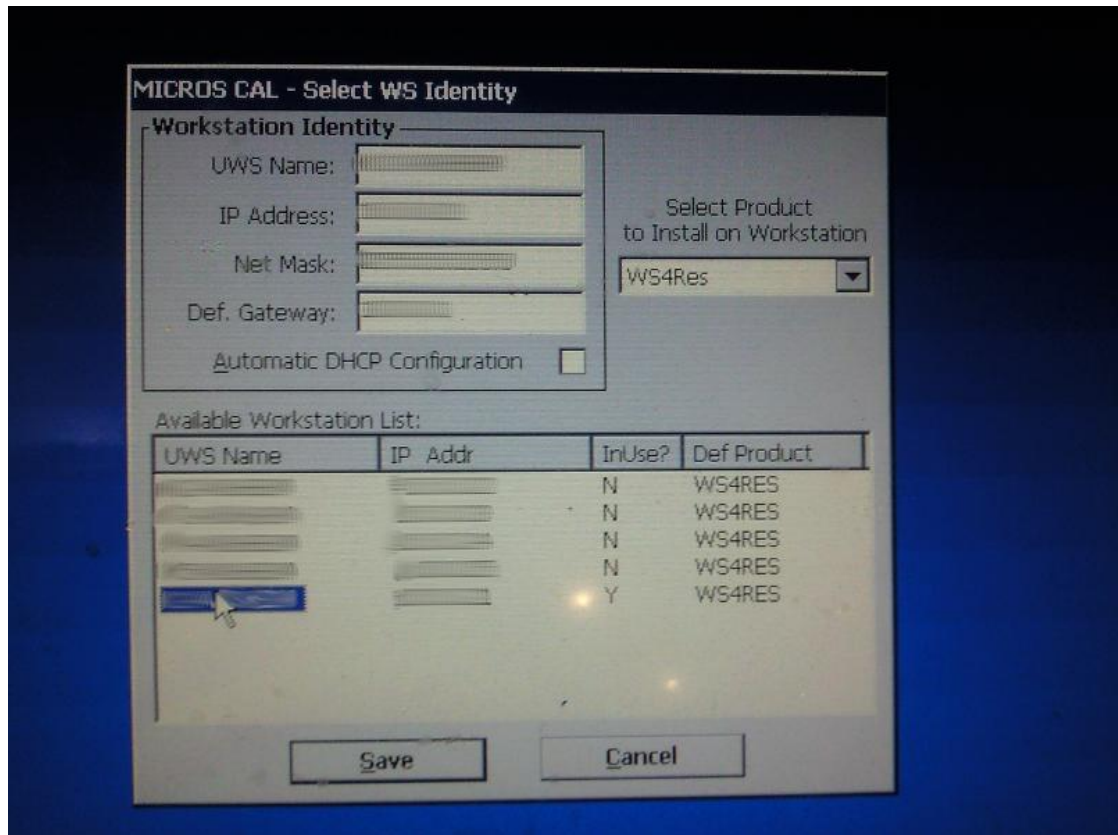 MICROS CAL - Select WS Identity
Workstation Identity
UWS Name:
IP Address:
Net Mask:
Def. Gateway:
Automatic DHCP Configuration
Select Product
to Install on Workstation
WS4Res
Available Workstation List:
UWS Name IP Addr InUse? Def Product
N WS4RES
N WS4RES
N WS4RES
N WS4RES
Y WS4RES
Save Cancel